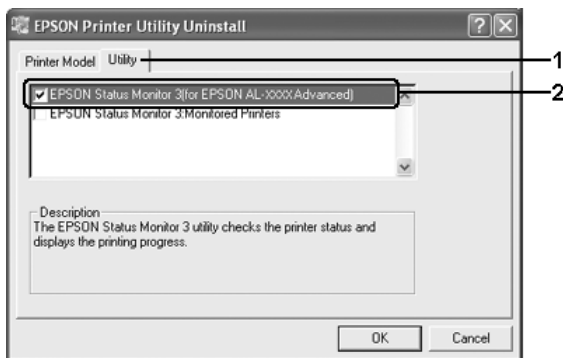 EPSON Printer Utility Uninstall
Printer Model Utility 1
EPSON Status Monitor 3(for EPSON AL-XXXX Advanced) 2
EPSON Status Monitor 3:Monitored Printers
Description
The EPSON Status Monitor 3 utility checks the printer status and
displays the printing progress.
OK Cancel